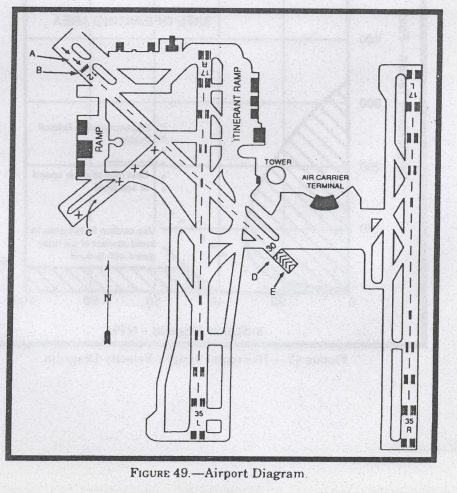 A
B
12
17
R
RAMP
ITINERANT RAMP
17
L
TOWER
AIR CARRIER
TERMINAL
C
30
D
E
N
35
L
35
R
FIGURE 49.—Airport Diagram.